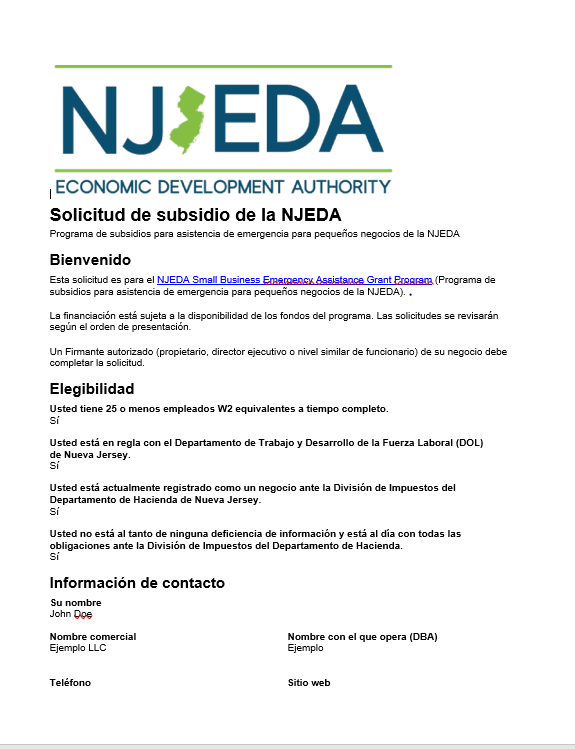 NJEDA
ECONOMIC DEVELOPMENT AUTHORITY
Solicitud de subsidio de la NJEDA
Programa de subsidios para asistencia de emergencia para pequeños negocios de la NJEDA
Bienvenido
Esta solicitud es para el NJEDA Small Business Emergency Assistance Grant Program (Programa de
subsidios para asistencia de emergencia para pequeños negocios de la NJEDA).
La financiación está sujeta a la disponibilidad de los fondos del programa. Las solicitudes se revisarán
según el orden de presentación.
Un Firmante autorizado (propietario, director ejecutivo o nivel similar de funcionario) de su negocio debe
completar la solicitud.
Elegibilidad
Usted tiene 25 o menos empleados W2 equivalentes a tiempo completo.
Sí
Usted está en regla con el Departamento de Trabajo y Desarrollo de la Fuerza Laboral (DOL)
de Nueva Jersey.
Sí
Usted está actualmente registrado como un negocio ante la División de Impuestos del
Departamento de Hacienda de Nueva Jersey.
Sí
Usted no está al tanto de ninguna deficiencia de información y está al día con todas las
obligaciones ante la División de Impuestos del Departamento de Hacienda.
Sí
Información de contacto
Su nombre
John Doe
Nombre comercial
Ejemplo LLC
Nombre con el que opera (DBA)
Ejemplo
Teléfono
Sitio web